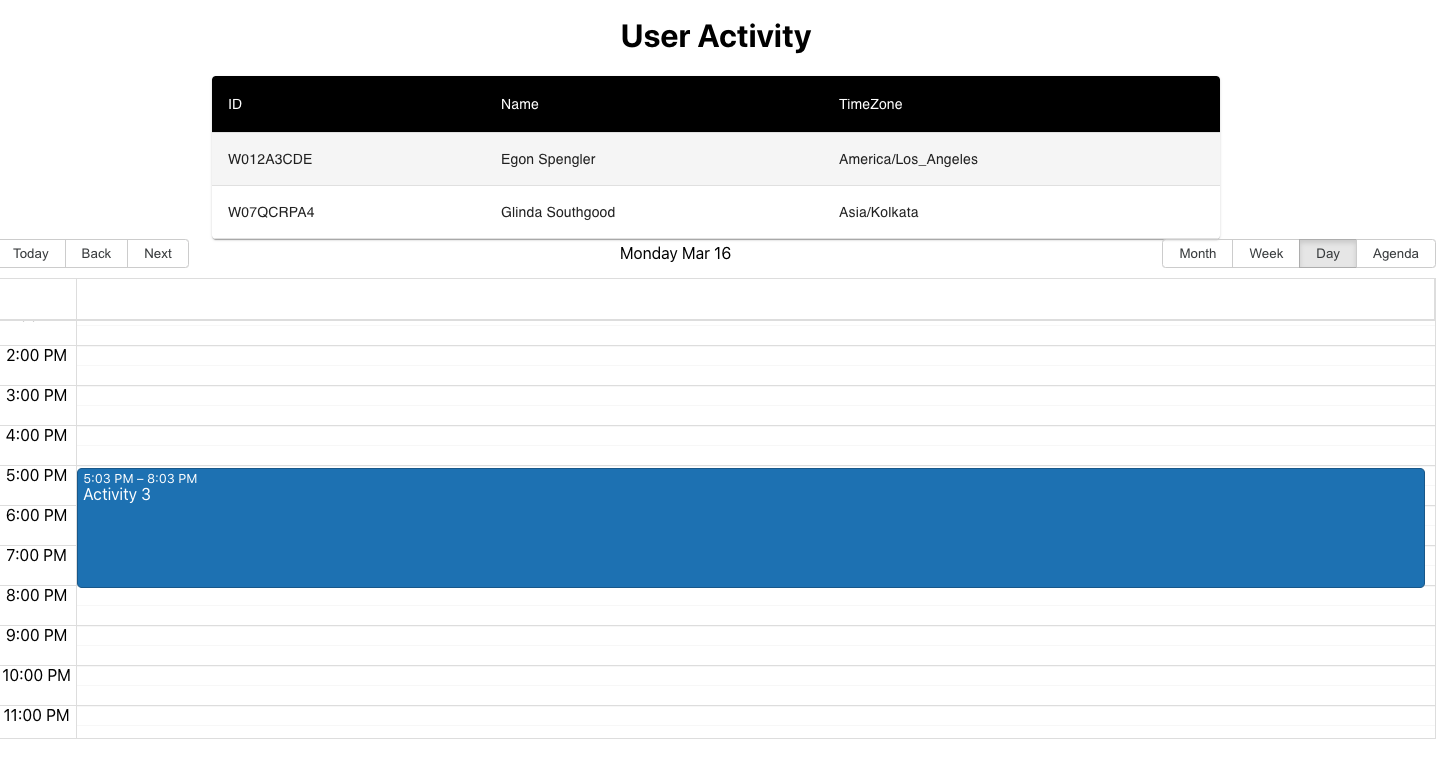 User Activity
ID Name TimeZone
W012A3CDE Egon Spengler America/Los_Angeles
W07QCRPA4 Glinda Southgood Asia/Kolkata
Today Back Next Monday Mar 16 Month Week Day Agenda
2:00 PM
3:00 PM
4:00 PM
5:00 PM 5:03 PM – 8:03 PM
Activity 3
6:00 PM
7:00 PM
8:00 PM
9:00 PM
10:00 PM
11:00 PM